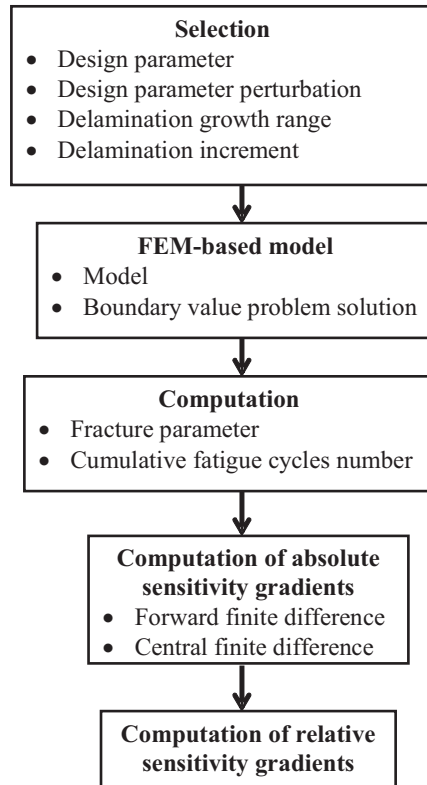 Selection
• Design parameter
• Design parameter perturbation
• Delamination growth range
• Delamination increment
FEM-based model
• Model
• Boundary value problem solution
Computation
• Fracture parameter
• Cumulative fatigue cycles number
Computation of absolute
sensitivity gradients
• Forward finite difference
• Central finite difference
Computation of relative
sensitivity gradients